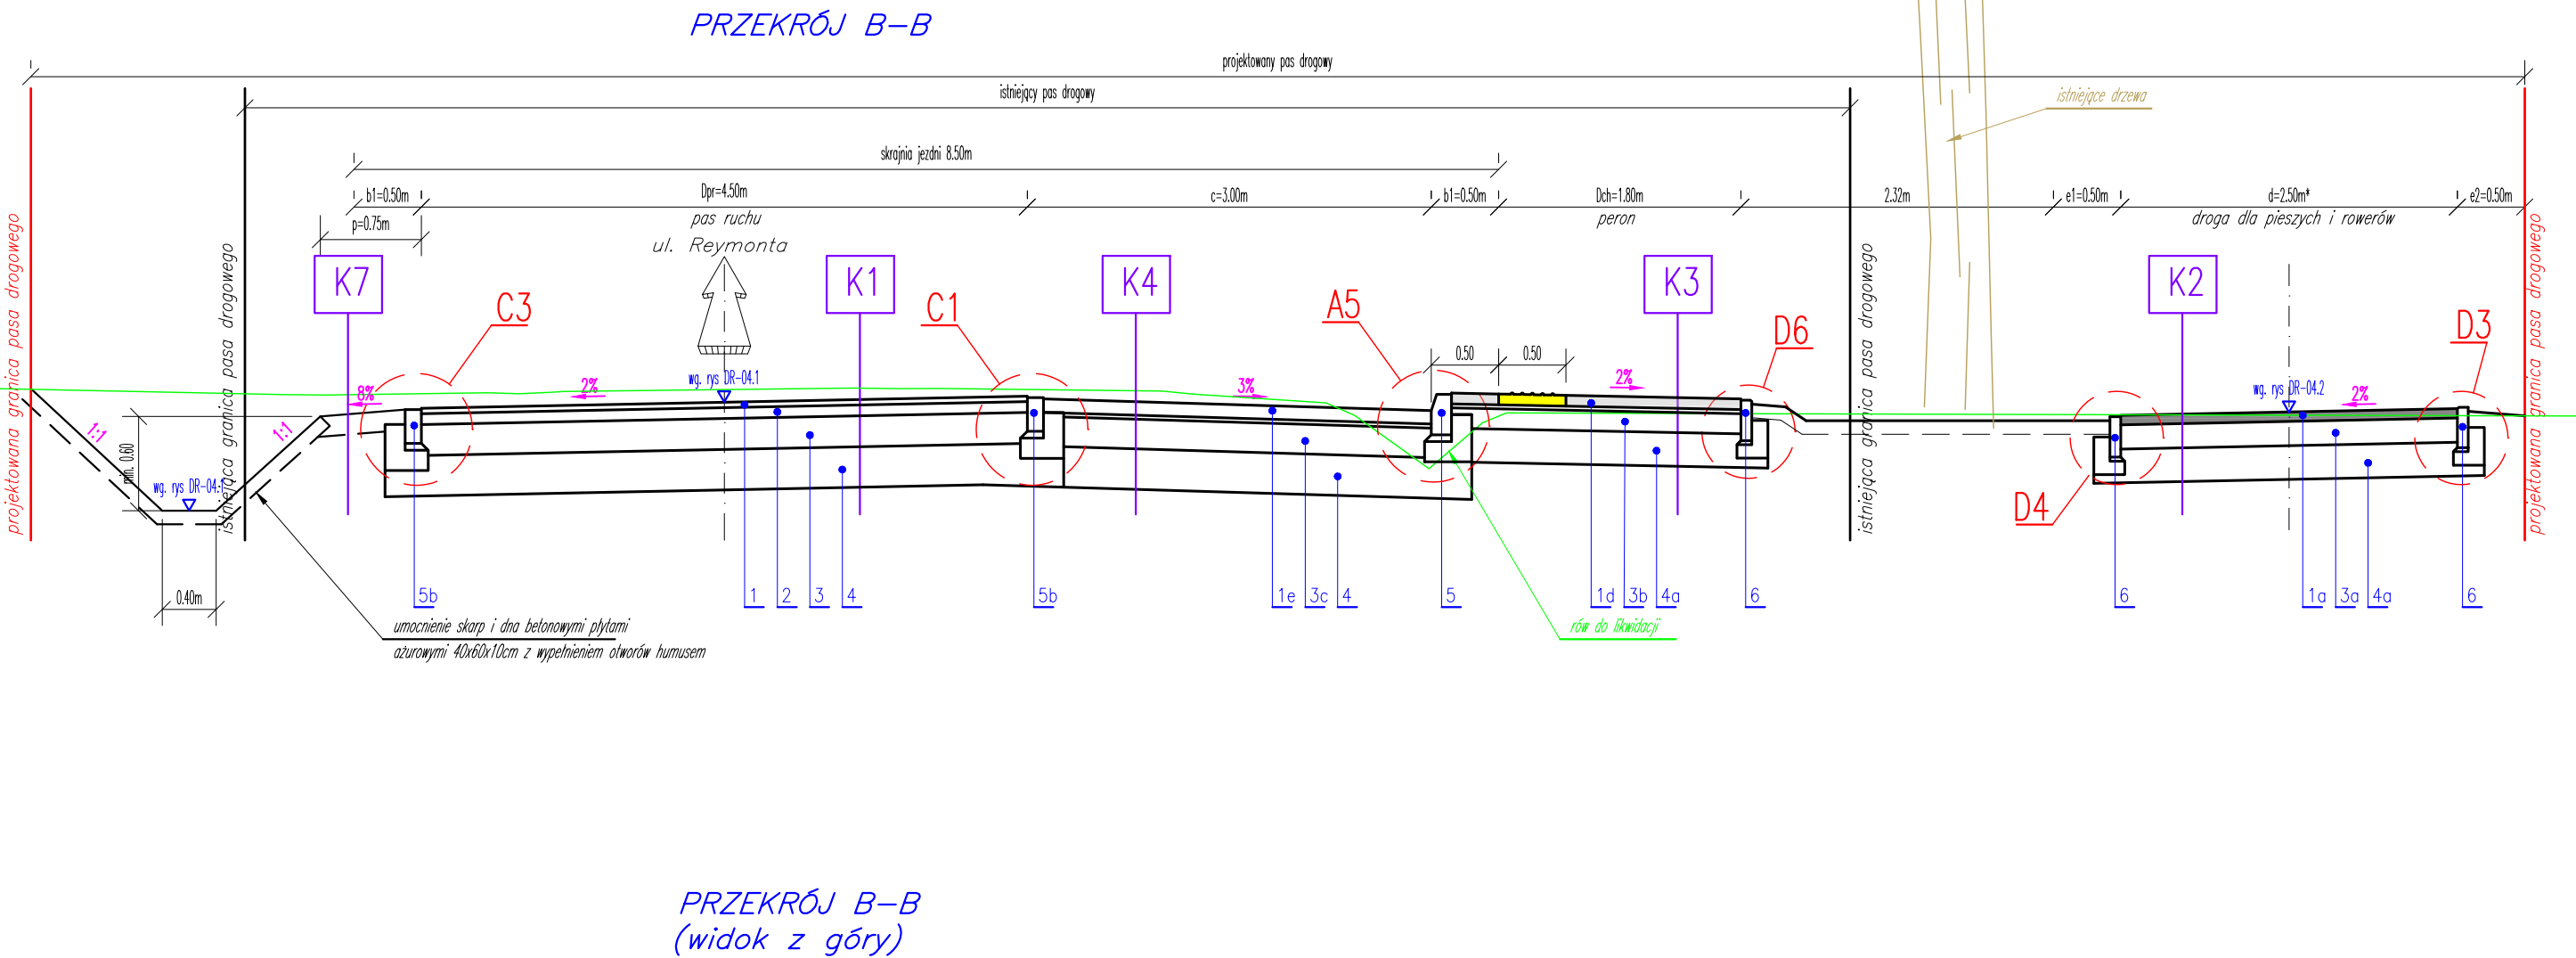 PRZEKRÓJ B-B
projektowany pas drogowy
istniejący pas drogowy
istniejące drzewa
skrajnia jezdni 8.50m
b1=0.50m
Dpr=4.50m
c=3.00m
b1=0.50m
Dch=1.80m
2.32m
e1=0.50m
d=2.50m*
e2=0.50m
pas ruchu
peron
droga dla pieszych i rowerów
p=0.75m
ul. Reymonta
projektowana granica pasa drogowego
istniejąca granica pasa drogowego
istniejąca granica pasa drogowego
projektowana granica pasa drogowego
K7
K1
K4
K3
K2
C3
C1
A5
D6
D3
D4
0.50
0.50
8%
2%
wg. rys DR-04.1
3%
2%
wg. rys DR-04.2
2%
1:1
1:1
min. 0.60
wg. rys DR-04.1
0.40m
5b
1
2
3
4
5b
1e
3c
4
5
1d
3b
4a
6
6
1a
3a
4a
6
umocnienie skarp i dna betonowymi płytami
ażurowymi 40x60x10cm z wypełnieniem otworów humusem
rów do likwidacji
PRZEKRÓJ B-B
(widok z góry)